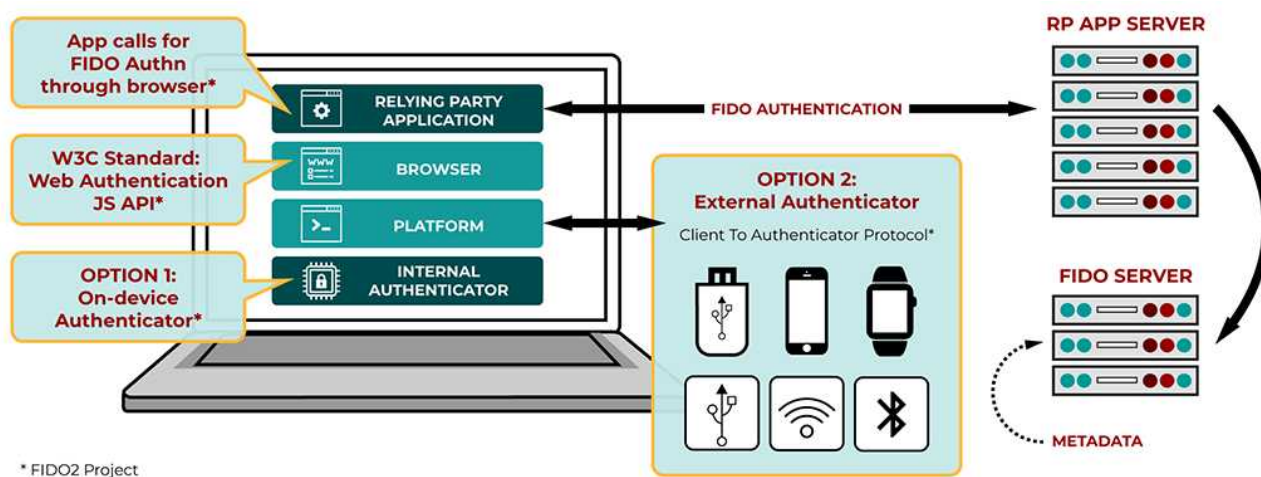 App calls for
FIDO Authn
through browser*
W3C Standard:
Web Authentication
JS API*
OPTION 1:
On-device
Authenticator*
RELYING PARTY
APPLICATION
WWW
BROWSER
PLATFORM
INTERNAL
AUTHENTICATOR
FIDO AUTHENTICATION
OPTION 2:
External Authenticator
Client To Authenticator Protocol*
RP APP SERVER
FIDO SERVER
METADATA
* FIDO2 Project